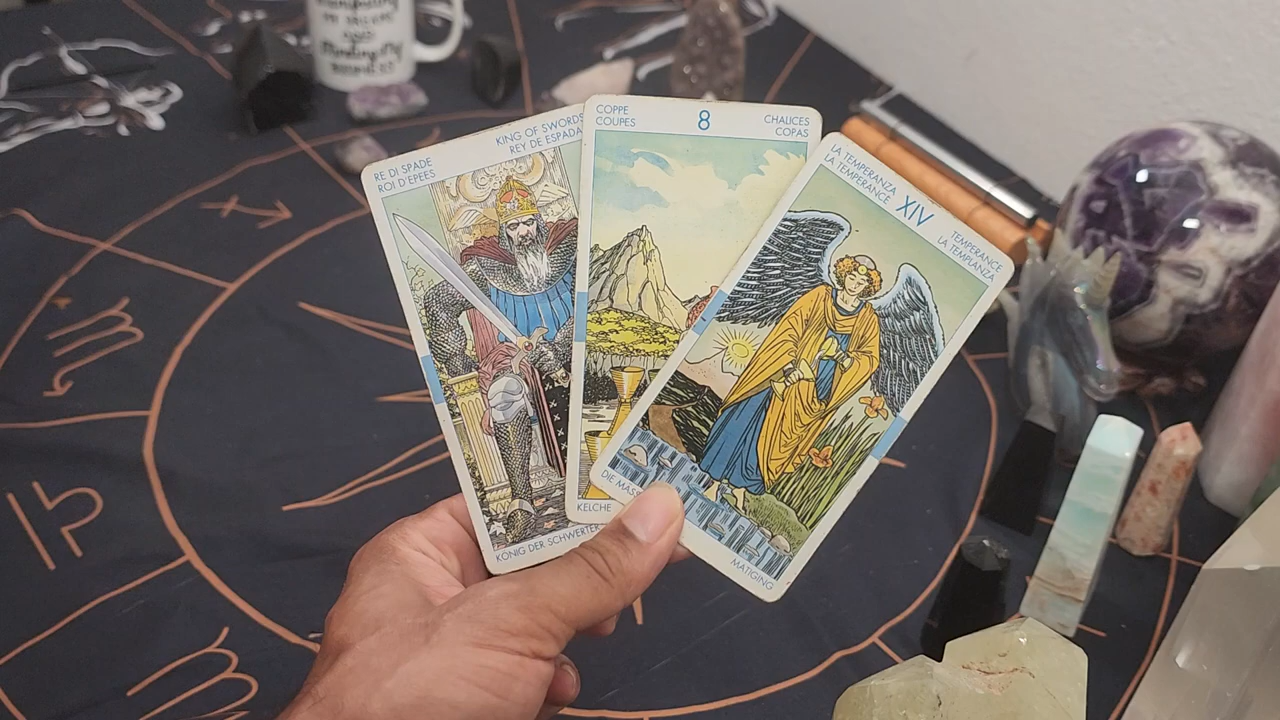 RE DI SPADE
ROI D'EPEES
KING OF SWORDS
REY DE ESPADA
KÖNIG DER SCHWERTER
COPPE
COUPES
8
CHALICES
COPAS
KELCHE
LA TEMPERANZA
LA TEMPERANCE
XIV
TEMPERANCE
LA TEMPLANZA
MATIGING